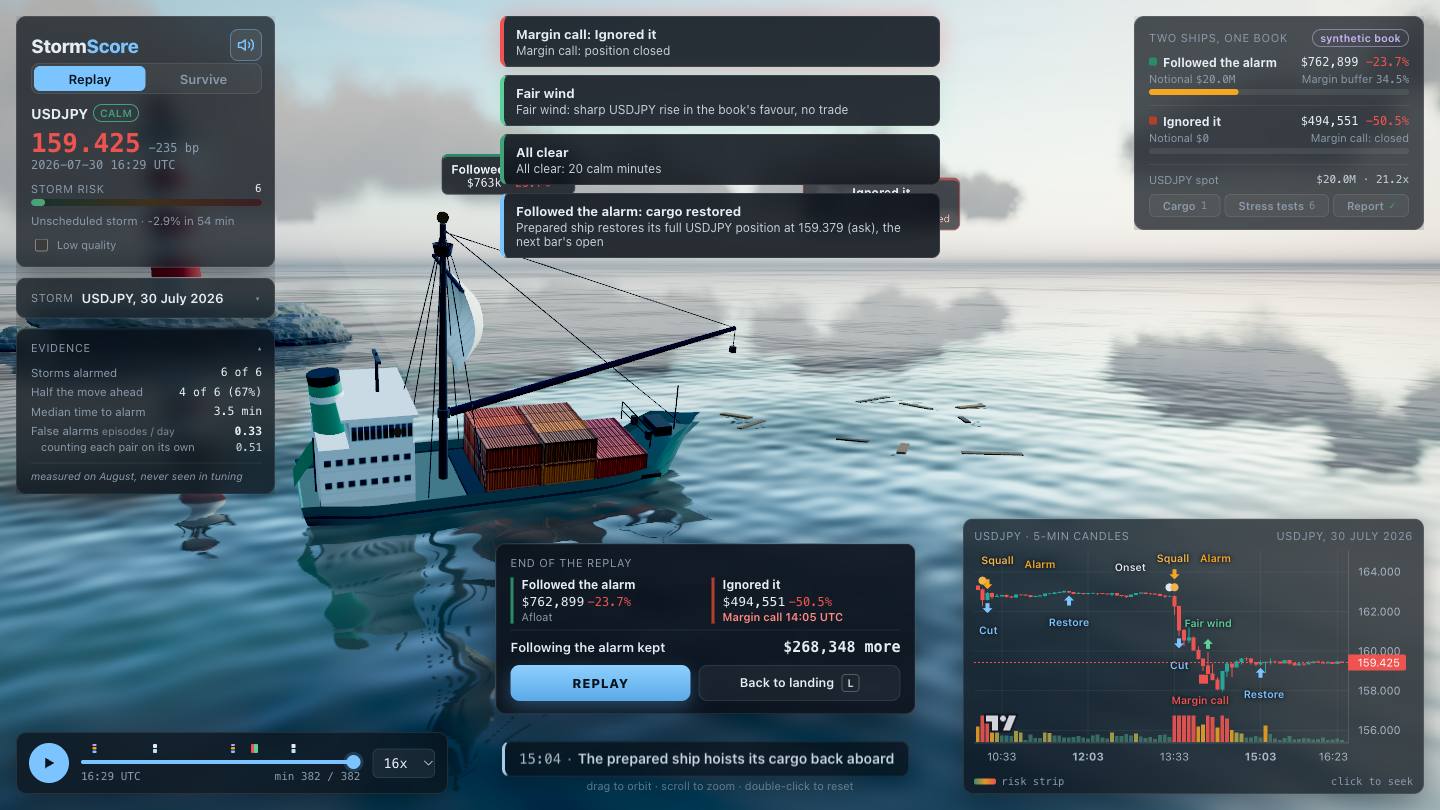 StormScore
Replay
Survive
USDJPY CALM
159.425 −235 bp
2026-07-30 16:29 UTC
STORM RISK 6
Unscheduled storm · -2.9% in 54 min
Low quality
STORM USDJPY, 30 July 2026
EVIDENCE
Storms alarmed 6 of 6
Half the move ahead 4 of 6 (67%)
Median time to alarm 3.5 min
False alarms episodes / day 0.33
counting each pair on its own 0.51
measured on August, never seen in tuning
Margin call: Ignored it
Margin call: position closed
Fair wind
Fair wind: sharp USDJPY rise in the book's favour, no trade
All clear
All clear: 20 calm minutes
Followed the alarm: cargo restored
Prepared ship restores its full USDJPY position at 159.379 (ask), the
next bar's open
$763k
Ignored it
TWO SHIPS, ONE BOOK synthetic book
Followed the alarm $762,899 −23.7%
Notional $20.0M Margin buffer 34.5%
Ignored it $494,551 −50.5%
Notional $0 Margin call: closed
USDJPY spot $20.0M · 21.2x
Cargo 1
Stress tests 6
Report ✓
END OF THE REPLAY
Followed the alarm
$762,899 −23.7%
Afloat
Ignored it
$494,551 −50.5%
Margin call 14:05 UTC
Following the alarm kept $268,348 more
REPLAY
Back to landing L
15:04 · The prepared ship hoists its cargo back aboard
drag to orbit · scroll to zoom · double-click to reset
16:29 UTC min 382 / 382
16x
USDJPY · 5-MIN CANDLES USDJPY, 30 JULY 2026
Squall Alarm Onset Squall Alarm
Cut Restore Fair wind
Cut Restore
Margin call
164.000
162.000
160.000
159.425
158.000
156.000
10:33 12:03 13:33 15:03 16:23
risk strip click to seek